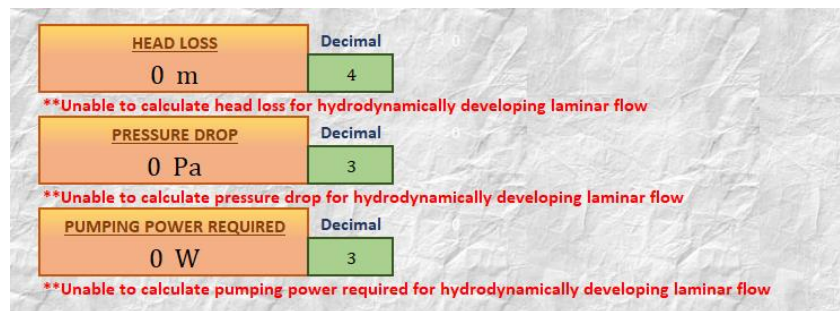 HEAD LOSS Decimal 0
0 m 4
**Unable to calculate head loss for hydrodynamically developing laminar flow
PRESSURE DROP Decimal 0
0 Pa 3
**Unable to calculate pressure drop for hydrodynamically developing laminar flow
PUMPING POWER REQUIRED Decimal
0 W 3
**Unable to calculate pumping power required for hydrodynamically developing laminar flow